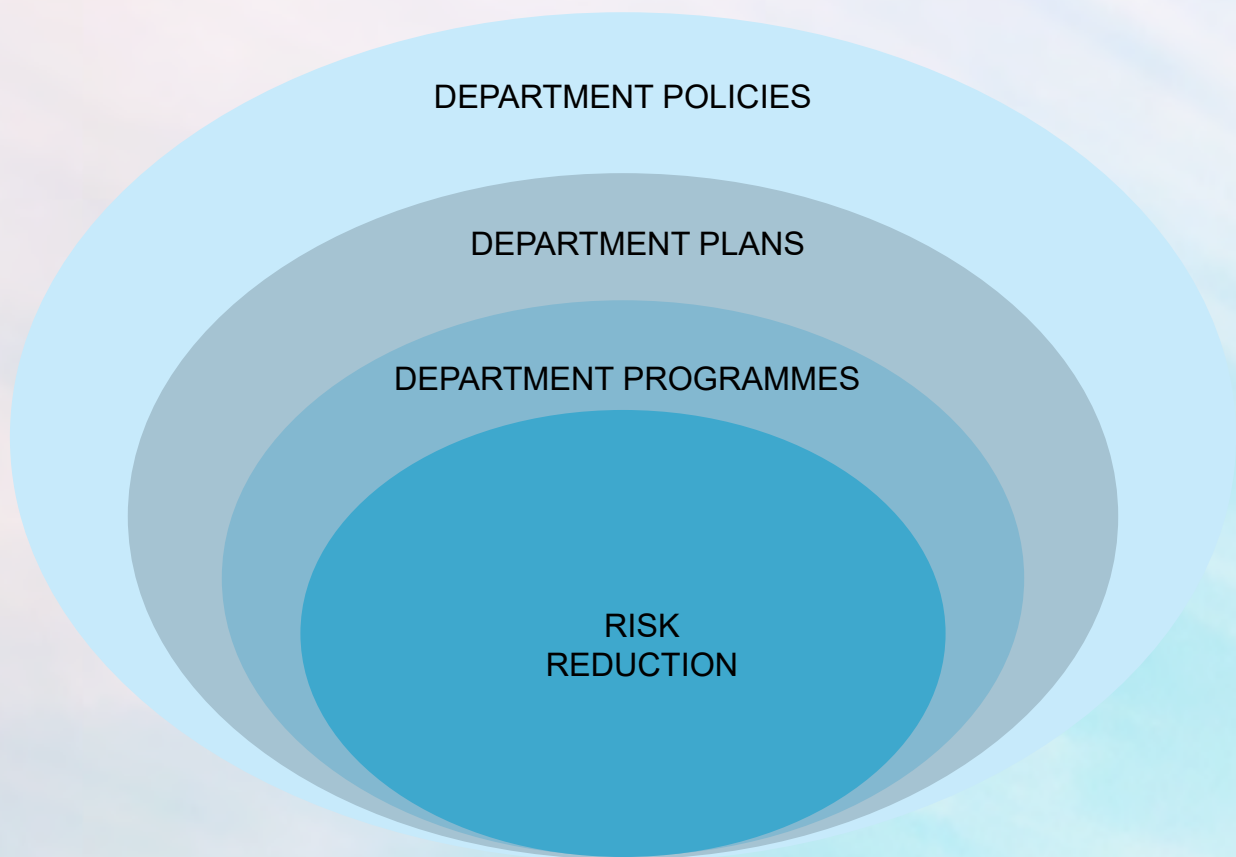 DEPARTMENT POLICIES
DEPARTMENT PLANS
DEPARTMENT PROGRAMMES
RISK
REDUCTION